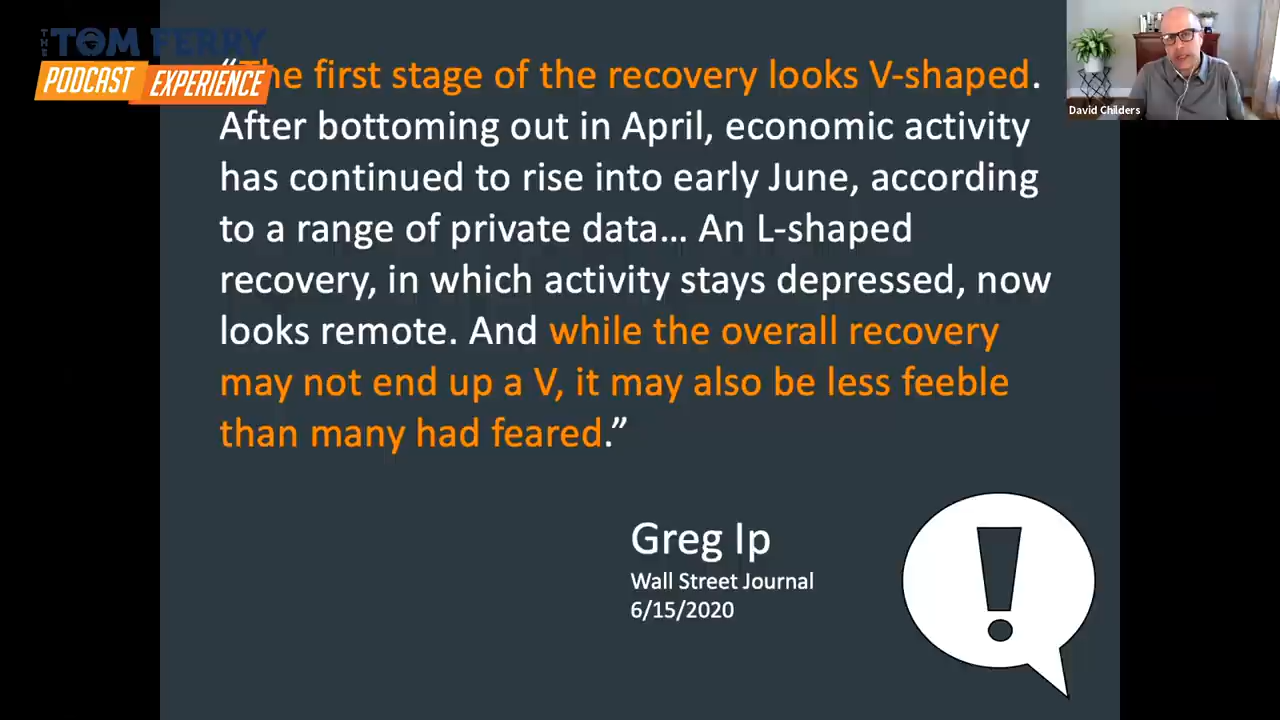 THE TOM FERRY
PODCAST EXPERIENCE
David Childers
“The first stage of the recovery looks V-shaped.
After bottoming out in April, economic activity
has continued to rise into early June, according
to a range of private data... An L-shaped
recovery, in which activity stays depressed, now
looks remote. And while the overall recovery
may not end up a V, it may also be less feeble
than many had feared.”
Greg Ip
Wall Street Journal
6/15/2020